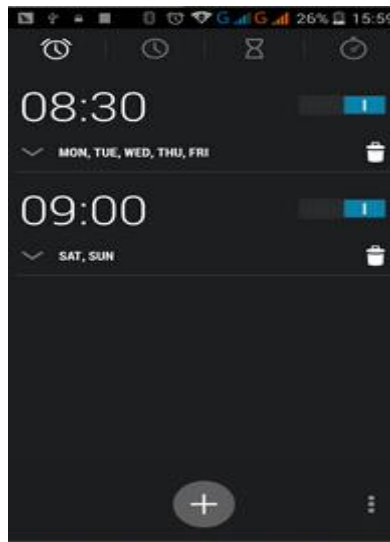 G G 26% 15:59
08:30
MON, TUE, WED, THU, FRI
09:00
SAT, SUN